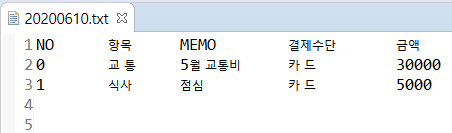 20200610.txt
1 NO 항목 MEMO 결제수단 금액
2 0 교 통 5월 교통비 카 드 30000
3 1 식사 점심 카 드 5000
4
5